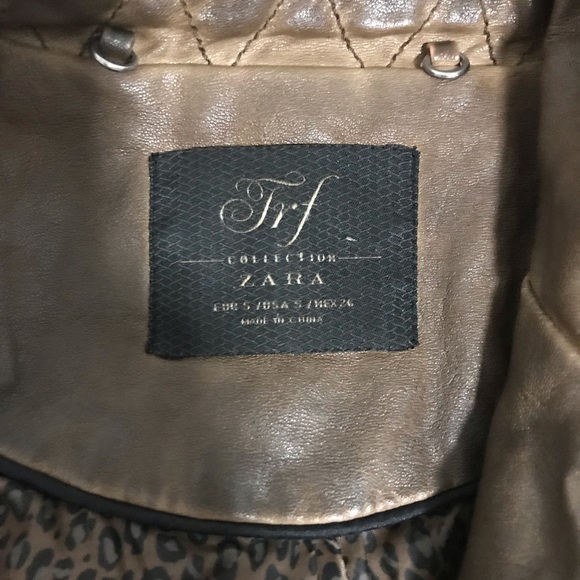 Trf
COLLECTION
ZARA
EUR S / USA S / MEX 26
MADE IN CHINA